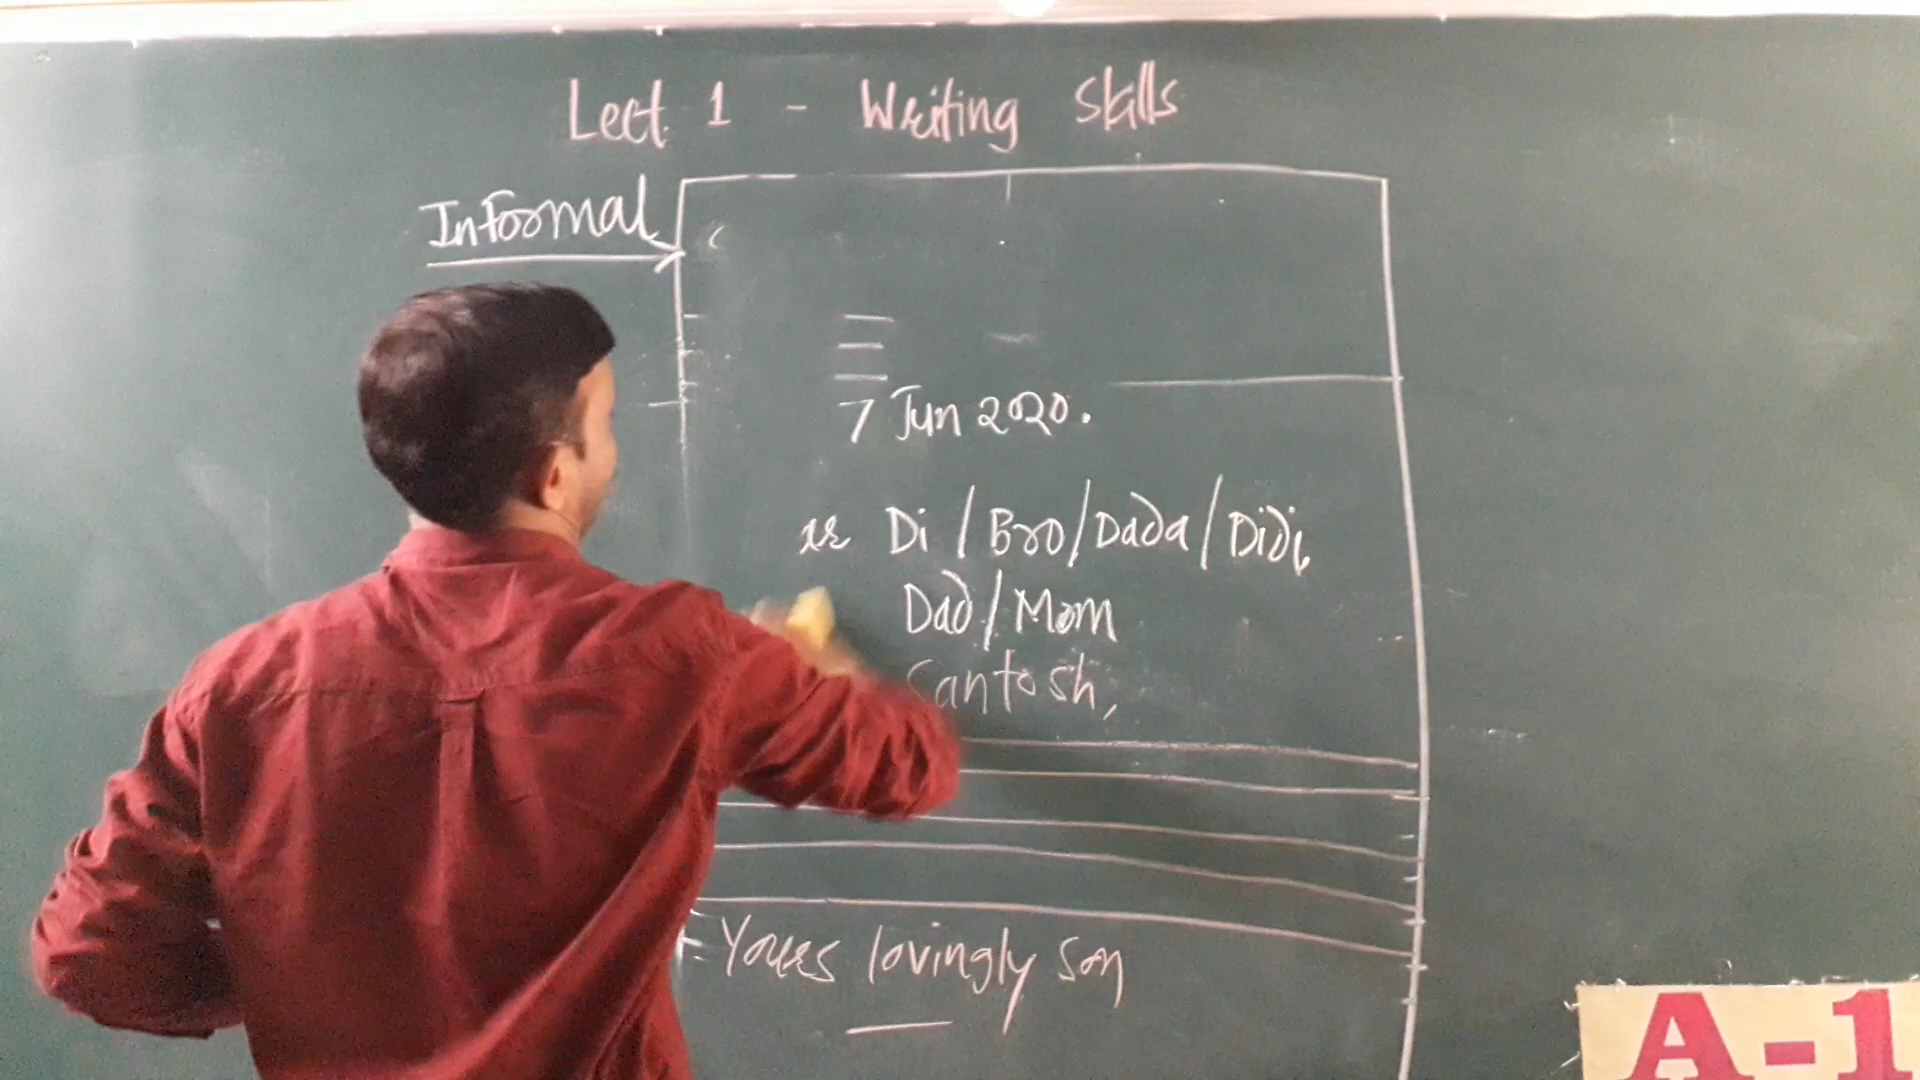 Lect. 1 - Writing Skills
Informal
7 Jun 2020.
Di / Bro / Dada / Didi,
Dad / Mom
Santosh,
Yours lovingly son
A-1